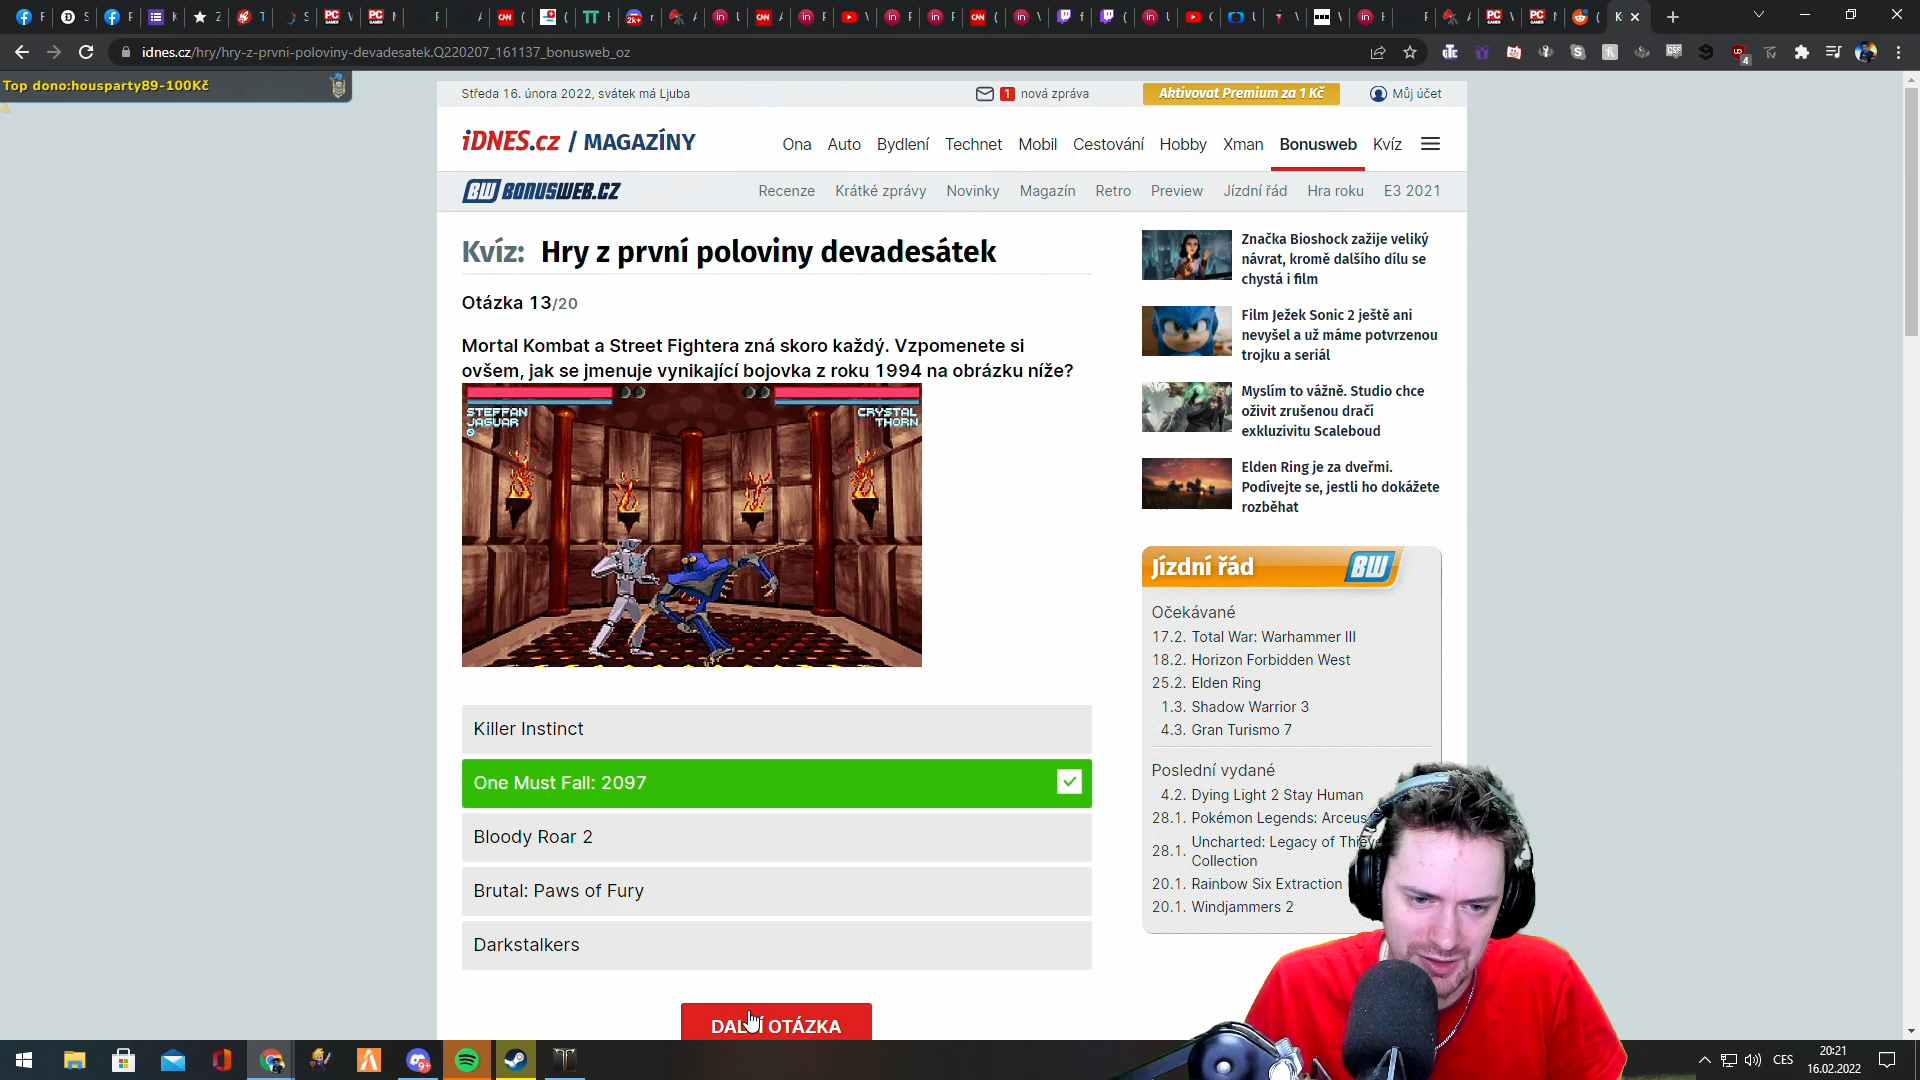 idnes.cz/hry/hry-z-prvni-poloviny-devadesatek.Q220207_161137_bonusweb_oz
Top dono:housparty89-100Kč
Středa 16. února 2022, svátek má Ljuba
1 nová zpráva
Aktivovat Premium za 1 Kč
Můj účet
iDNES.cz / MAGAZÍNY
Ona Auto Bydlení Technet Mobil Cestování Hobby Xman Bonusweb Kvíz
BW BONUSWEB.CZ
Recenze Krátké zprávy Novinky Magazín Retro Preview Jízdní řád Hra roku E3 2021
Kvíz: Hry z první poloviny devadesátek
Otázka 13/20
Mortal Kombat a Street Fightera zná skoro každý. Vzpomenete si
ovšem, jak se jmenuje vynikající bojovka z roku 1994 na obrázku níže?
STEFFAN
JAGUAR
0
CRYSTAL
THORN
Killer Instinct
One Must Fall: 2097
Bloody Roar 2
Brutal: Paws of Fury
Darkstalkers
DALŠÍ OTÁZKA
Značka Bioshock zažije veliký
návrat, kromě dalšího dílu se
chystá i film
Film Ježek Sonic 2 ještě ani
nevyšel a už máme potvrzenou
trojku a seriál
Myslím to vážně. Studio chce
oživit zrušenou dračí
exkluzivitu Scaleboud
Elden Ring je za dveřmi.
Podívejte se, jestli ho dokážete
rozběhat
Jízdní řád
BW
Očekávané
17.2. Total War: Warhammer III
18.2. Horizon Forbidden West
25.2. Elden Ring
1.3. Shadow Warrior 3
4.3. Gran Turismo 7
Poslední vydané
4.2. Dying Light 2 Stay Human
28.1. Pokémon Legends: Arceus
28.1. Uncharted: Legacy of Thieve
Collection
20.1. Rainbow Six Extraction
20.1. Windjammers 2
CES
20:21
16.02.2022